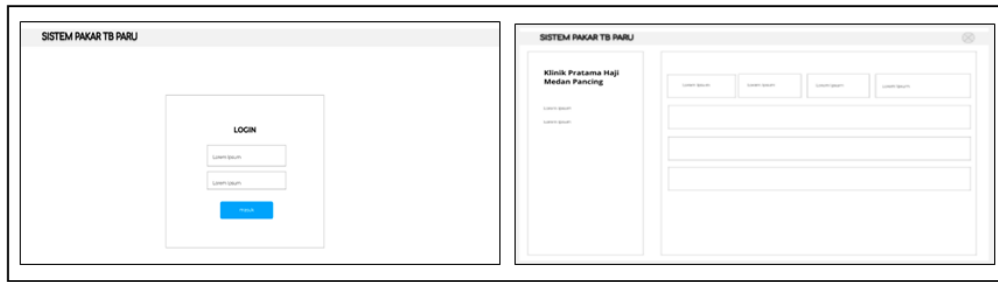 SISTEM PAKAR TB PARU
LOGIN
Lorem Ipsum
Lorem Ipsum
Masuk
SISTEM PAKAR TB PARU
Klinik Pratama Haji
Medan Pancing
Lorem Ipsum
Lorem Ipsum
Lorem Ipsum
Lorem Ipsum
Lorem Ipsum
Lorem Ipsum